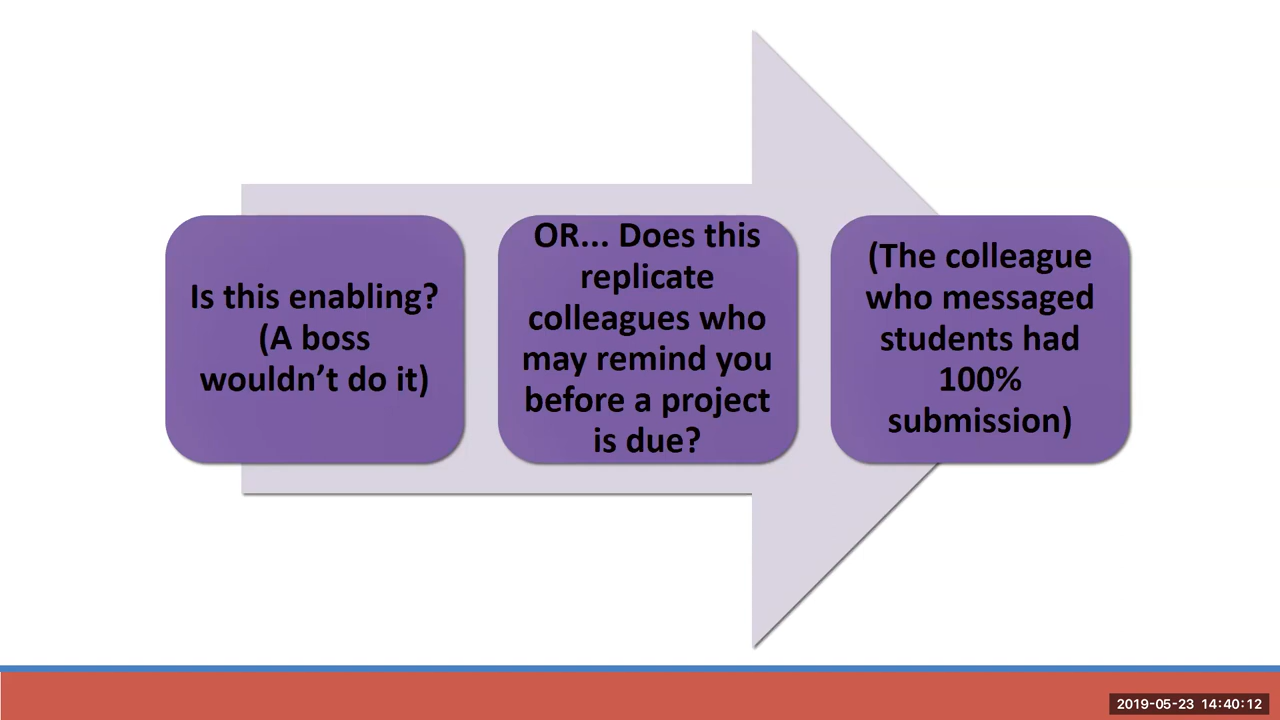 Is this enabling?
(A boss
wouldn’t do it)
OR... Does this
replicate
colleagues who
may remind you
before a project
is due?
(The colleague
who messaged
students had
100%
submission)
2019-05-23 14:40:12